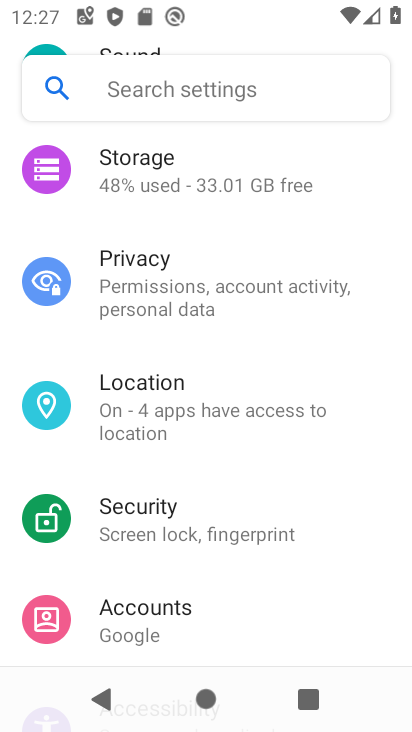 12:27
Sound
Search settings
Storage
48% used - 33.01 GB free
Privacy
Permissions, account activity,
personal data
Location
On - 4 apps have access to
location
Security
Screen lock, fingerprint
Accounts
Google
Accessibility